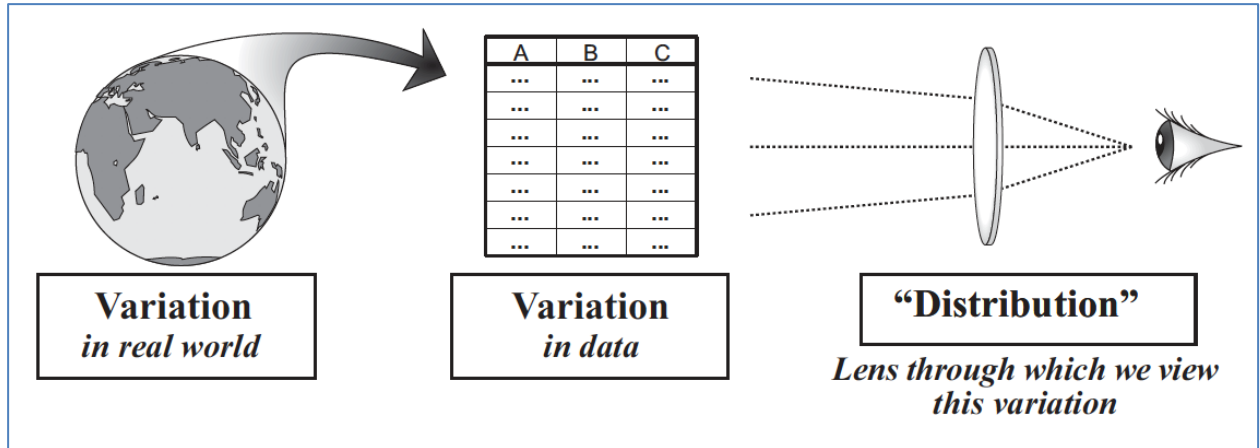 A B C
... ... ...
... ... ...
... ... ...
... ... ...
... ... ...
... ... ...
... ... ...
Variation
in real world
Variation
in data
“Distribution”
Lens through which we view
this variation